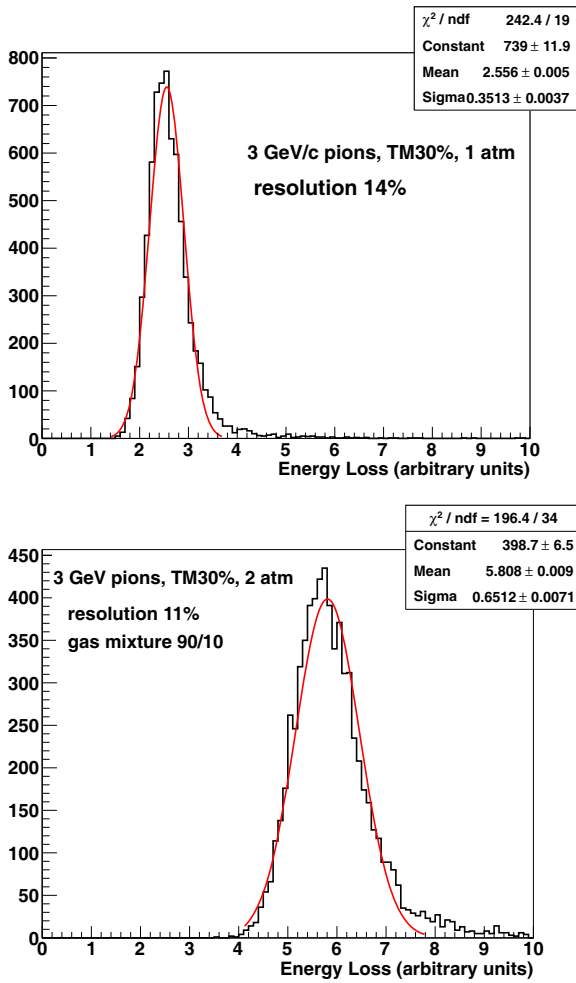 χ² / ndf 242.4 / 19
Constant 739 ± 11.9
Mean 2.556 ± 0.005
Sigma 0.3513 ± 0.0037
800
700
600
500
400
300
200
100
0
3 GeV/c pions, TM30%, 1 atm
resolution 14%
0 1 2 3 4 5 6 7 8 9 10
Energy Loss (arbitrary units)
χ² / ndf = 196.4 / 34
Constant 398.7 ± 6.5
Mean 5.808 ± 0.009
Sigma 0.6512 ± 0.0071
450
400
350
300
250
200
150
100
50
0
3 GeV pions, TM30%, 2 atm
resolution 11%
gas mixture 90/10
0 1 2 3 4 5 6 7 8 9 10
Energy Loss (arbitrary units)